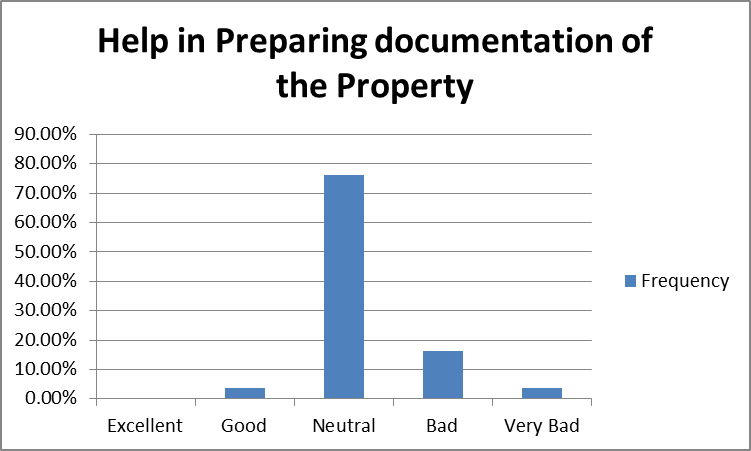 Help in Preparing documentation of
the Property
90.00%
80.00%
70.00%
60.00%
50.00%
40.00%
30.00%
20.00%
10.00%
0.00%
Excellent Good Neutral Bad Very Bad
Frequency